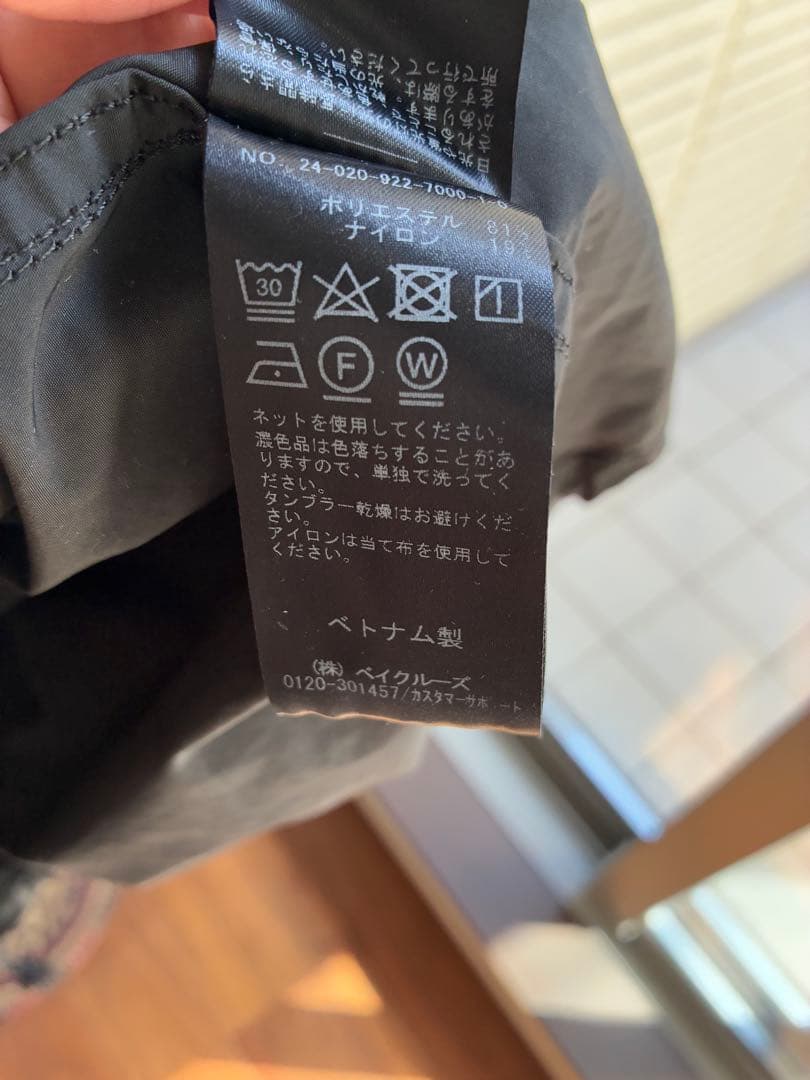 NO. 24-020-922-7000-1-
ポリエステル 81%
ナイロン 19%
30
F W
ネットを使用してください。
濃色品は色落ちすることがあ
りますので、単独で洗ってく
ださい。
タンブラー乾燥はお避けくだ
さい。
アイロンは当て布を使用して
ください。
ベトナム製
(株) ベイクルーズ
0120-301457/カスタマーサポート